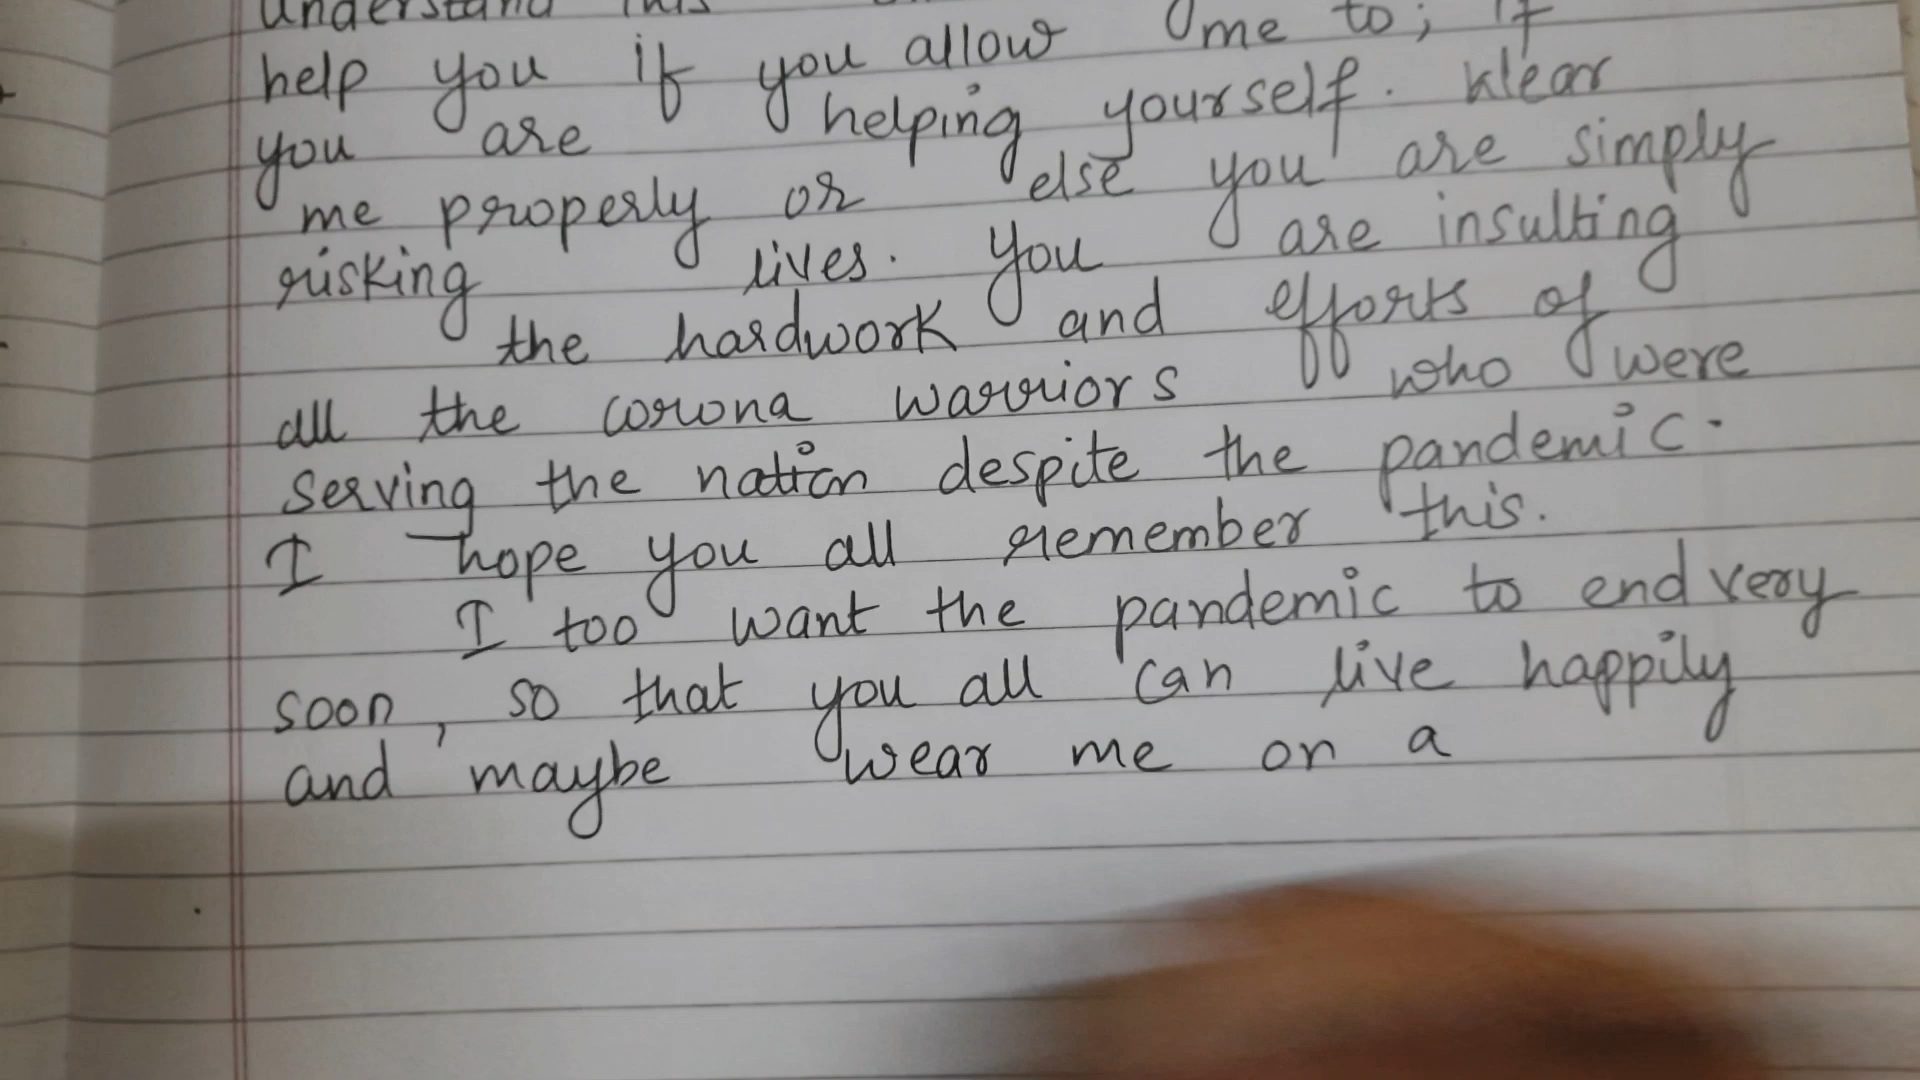 understand this
help you if you allow me to; if
you are helping yourself. Wear
me properly or else you are simply
risking lives. You are insulting
the hardwork and efforts of
all the corona warriors who were
serving the nation despite the pandemic.
I hope you all remember this.
I too want the pandemic to end very
soon, so that you all can live happily
and maybe wear me on a